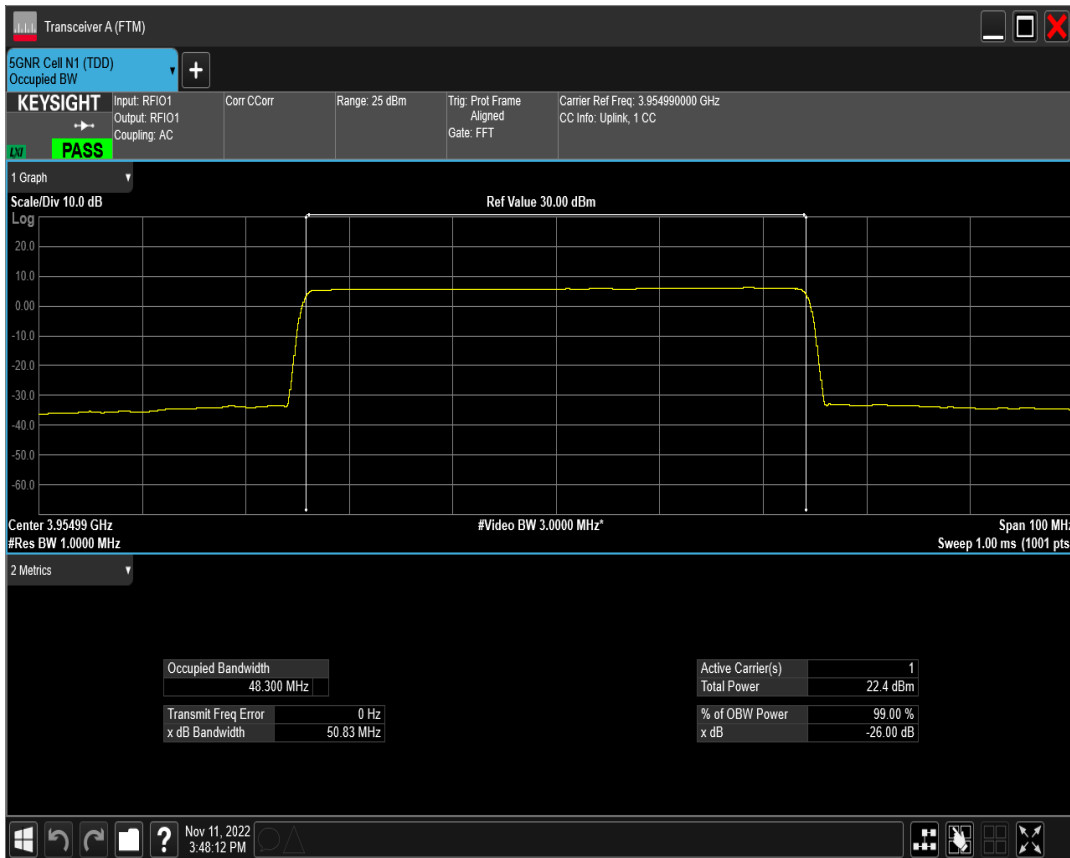 Transceiver A (FTM)
5GNR Cell N1 (TDD)
Occupied BW
+
KEYSIGHT
LXI
PASS
Input: RFIO1
Output: RFIO1
Coupling: AC
Corr CCorr
Range: 25 dBm
Trig: Prot Frame
Aligned
Gate: FFT
Carrier Ref Freq: 3.954990000 GHz
CC Info: Uplink, 1 CC
1 Graph
Scale/Div 10.0 dB
Ref Value 30.00 dBm
Log
20.0
10.0
0.00
-10.0
-20.0
-30.0
-40.0
-50.0
-60.0
Center 3.95499 GHz
#Video BW 3.0000 MHz*
Span 100 MHz
#Res BW 1.0000 MHz
Sweep 1.00 ms (1001 pts
2 Metrics
Occupied Bandwidth
48.300 MHz
Transmit Freq Error 0 Hz
x dB Bandwidth 50.83 MHz
Active Carrier(s) 1
Total Power 22.4 dBm
% of OBW Power 99.00 %
x dB -26.00 dB
?
Nov 11, 2022
3:48:12 PM